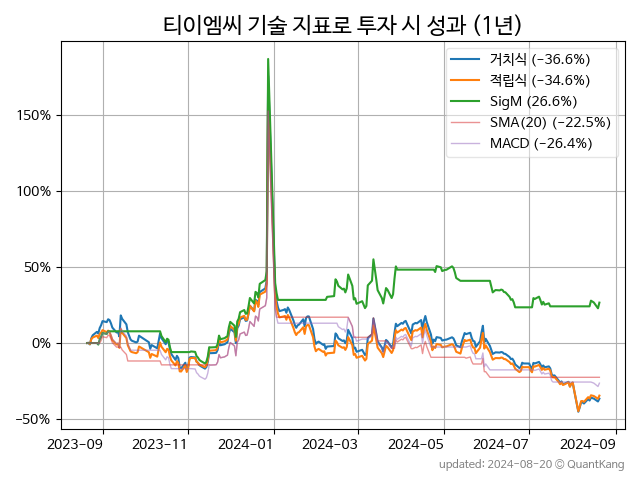 티이엠씨 기술 지표로 투자 시 성과 (1년)
거치식 (-36.6%)
적립식 (-34.6%)
SigM (26.6%)
SMA(20) (-22.5%)
MACD (-26.4%)
150%
100%
50%
0%
-50%
2023-09 2023-11 2024-01 2024-03 2024-05 2024-07 2024-09
updated: 2024-08-20 © QuantKang